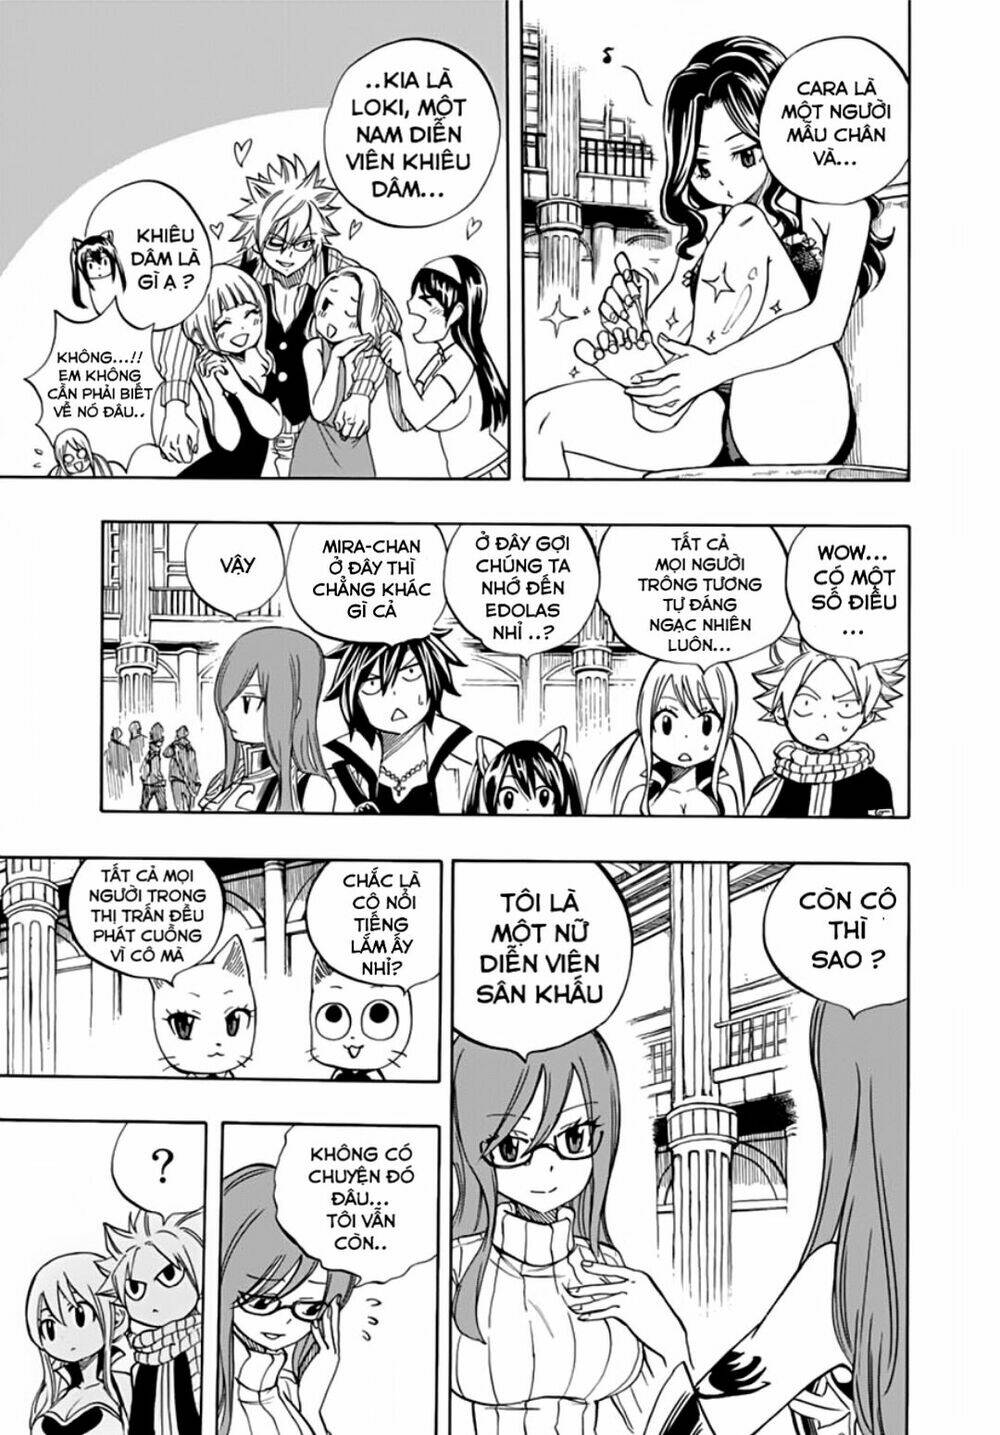 CARA LÀ
MỘT NGƯỜI
MẪU CHÂN
VÀ...
..KIA LÀ
LOKI, MỘT
NAM DIỄN
VIÊN KHIÊU
DÂM...
KHIÊU
DÂM LÀ
GÌ Ạ ?
KHÔNG...!!
EM KHÔNG
CẦN PHẢI BIẾT
VỀ NÓ ĐÂU..
WOW...
CÓ MỘT
SỐ ĐIỀU
...
TẤT CẢ
MỌI NGƯỜI
TRÔNG TƯƠNG
TỰ ĐÁNG
NGẠC NHIÊN
LUÔN...
Ở ĐÂY GỢI
CHÚNG TA
NHỚ ĐẾN
EDOLAS
NHỈ ..?
MIRA-CHAN
Ở ĐÂY THÌ
CHẲNG KHÁC
GÌ CẢ
VẬY
CÒN CÔ
THÌ
SAO ?
TÔI LÀ
MỘT NỮ
DIỄN VIÊN
SÂN KHẤU
CHẮC LÀ
CÔ NỔI
TIẾNG
LẮM ẤY
NHỈ?
TẤT CẢ MỌI
NGƯỜI TRONG
THỊ TRẤN ĐỀU
PHÁT CUỒNG
VÌ CÔ MÀ
KHÔNG CÓ
CHUYỆN ĐÓ
ĐÂU...
TÔI VẪN
CÒN..
?